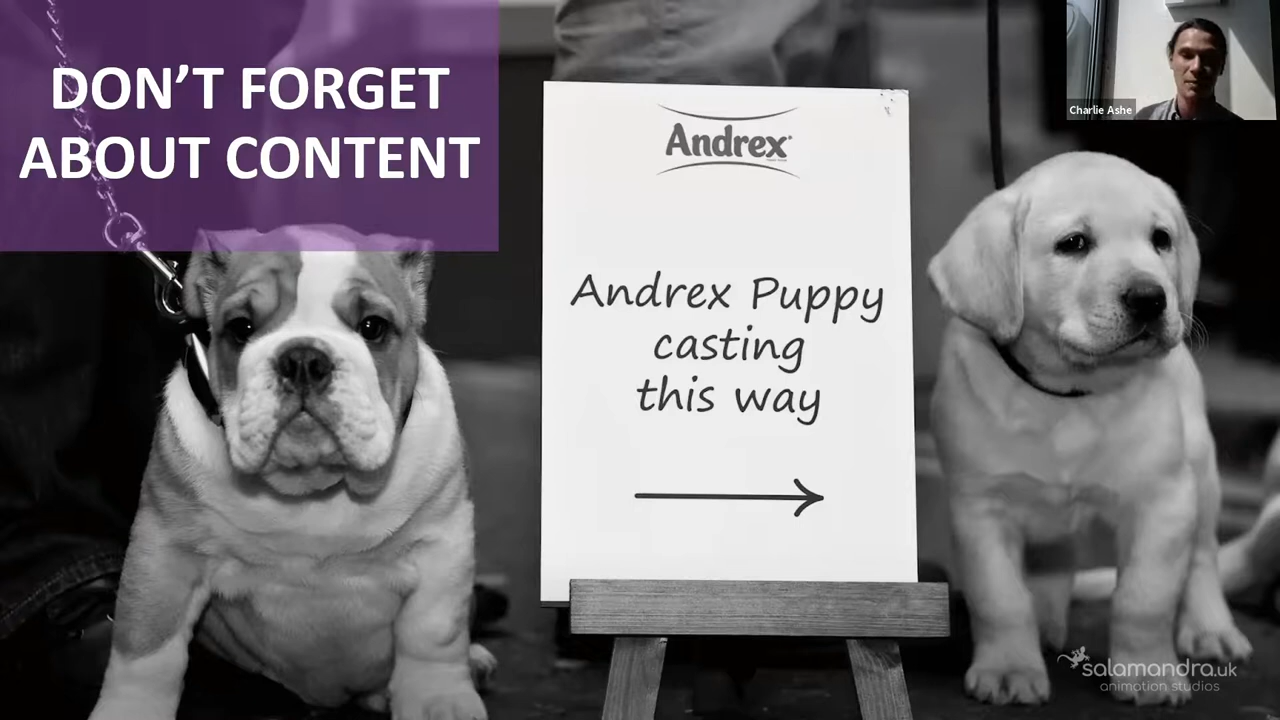 DON’T FORGET
ABOUT CONTENT
Charlie Ashe
Andrex
Andrex Puppy
casting
this way
salamandra.uk
animation studios